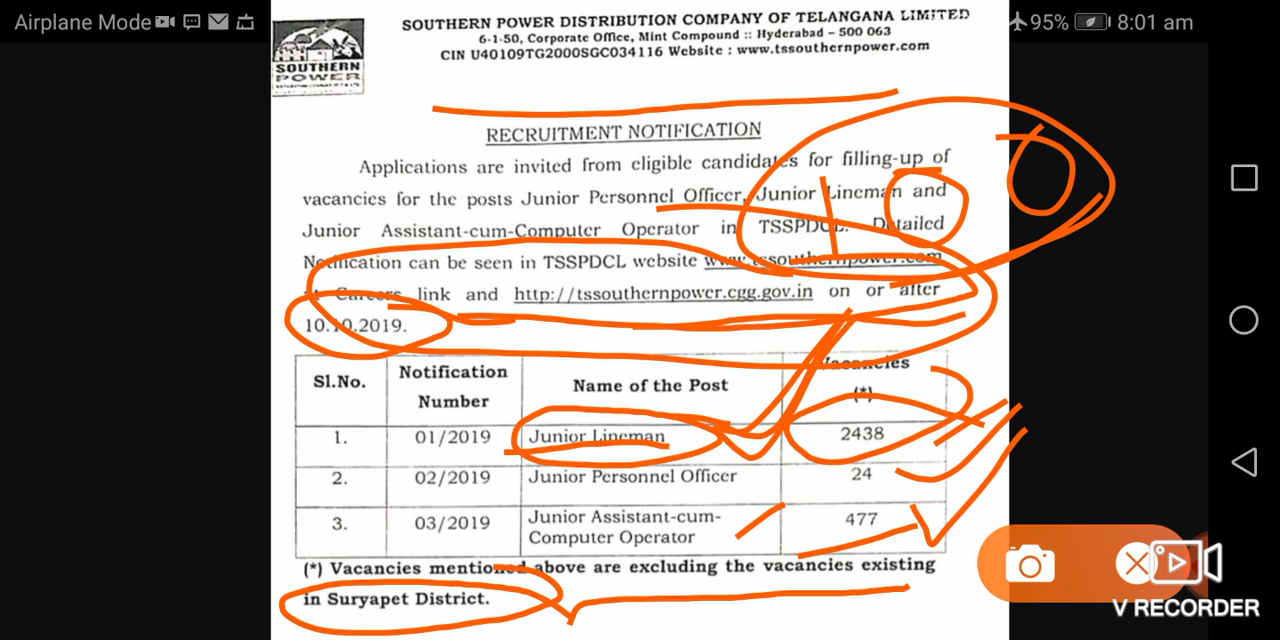 Airplane Mode
95% 8:01 am
SOUTHERN POWER DISTRIBUTION COMPANY OF TELANGANA LIMITED
6-1-50, Corporate Office, Mint Compound :: Hyderabad – 500 063
CIN U40109TG2000SGC034116 Website : www.tssouthernpower.com
SOUTHERN
POWER
RECRUITMENT NOTIFICATION
Applications are invited from eligible candidates for filling-up of
vacancies for the posts Junior Personnel Officer, Junior Lineman and
Junior Assistant-cum-Computer Operator in TSSPDCL. Detailed
Notification can be seen in TSSPDCL website www.tssouthernpower.com
at Careers link and http://tssouthernpower.cgg.gov.in on or after
10.10.2019.
Sl.No. Notification Number Name of the Post Vacancies (*)
1. 01/2019 Junior Lineman 2438
2. 02/2019 Junior Personnel Officer 24
3. 03/2019 Junior Assistant-cum-
Computer Operator 477
(*) Vacancies mentioned above are excluding the vacancies existing
in Suryapet District.
V RECORDER